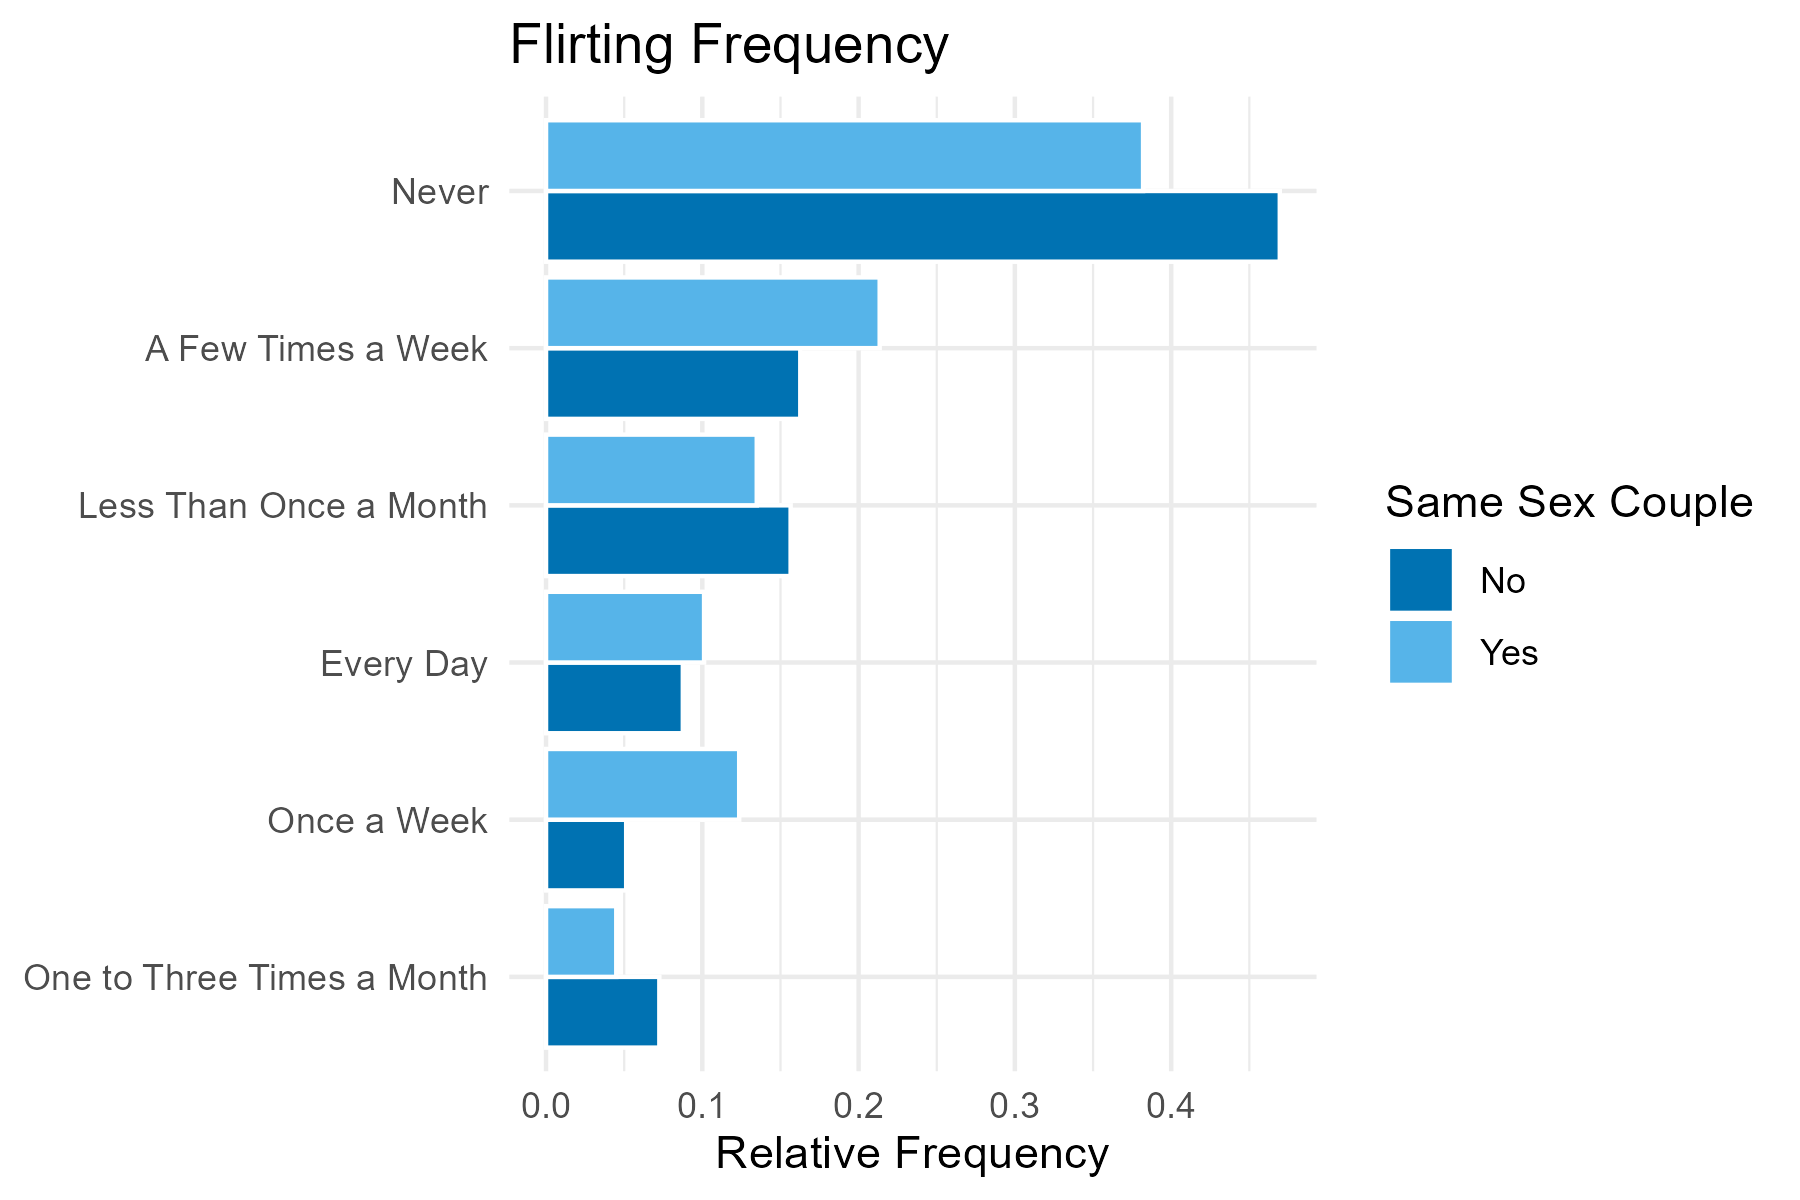 Flirting Frequency
Never
A Few Times a Week
Less Than Once a Month
Every Day
Once a Week
One to Three Times a Month
0.0 0.1 0.2 0.3 0.4
Relative Frequency
Same Sex Couple
No
Yes